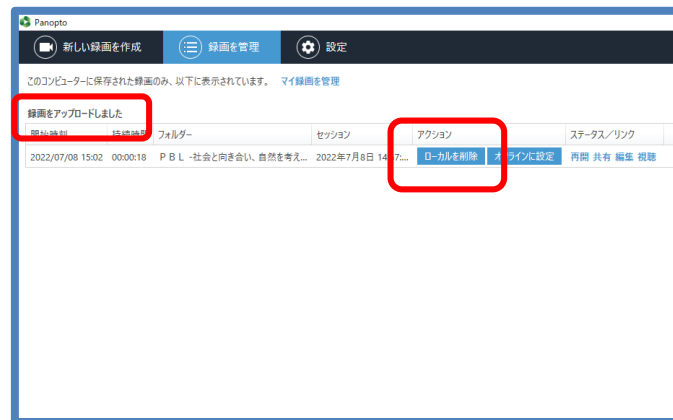 Panopto
新しい録画を作成 録画を管理 設定
このコンピューターに保存された録画のみ、以下に表示されています。 マイ録画を管理
録画をアップロードしました
開始時刻 持続時間 フォルダー セッション アクション ステータス／リンク
2022/07/08 15:02 00:00:18 ＰＢＬ -社会と向き合い、自然を考え... 2022年7月8日 14:57:... ローカルを削除 オフラインに設定 再開 共有 編集 視聴